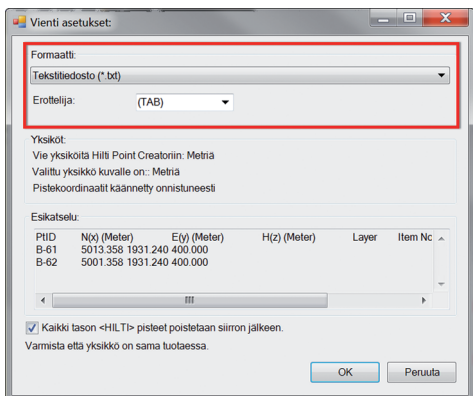 Vienti asetukset:
Formaatti:
Tekstitiedosto (*.txt)
Erottelija: (TAB)
Yksiköt:
Vie yksiköitä Hilti Point Creatoriin: Metriä
Valittu yksikkö kuvalle on:: Metriä
Pistekoordinaatit käännetty onnistuneesti
Esikatselu:
PtID N(x) (Meter) E(y) (Meter) H(z) (Meter) Layer Item Nc
B-61 5013.358 1931.240 400.000
B-62 5001.358 1931.240 400.000
Kaikki tason <HILTI> pisteet poistetaan siirron jälkeen.
Varmista että yksikkö on sama tuotaessa.
OK Peruuta